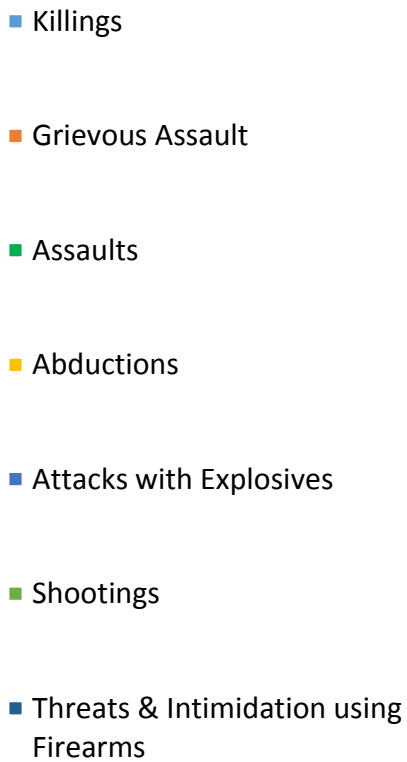 Killings
Grievous Assault
Assaults
Abductions
Attacks with Explosives
Shootings
Threats & Intimidation using
Firearms